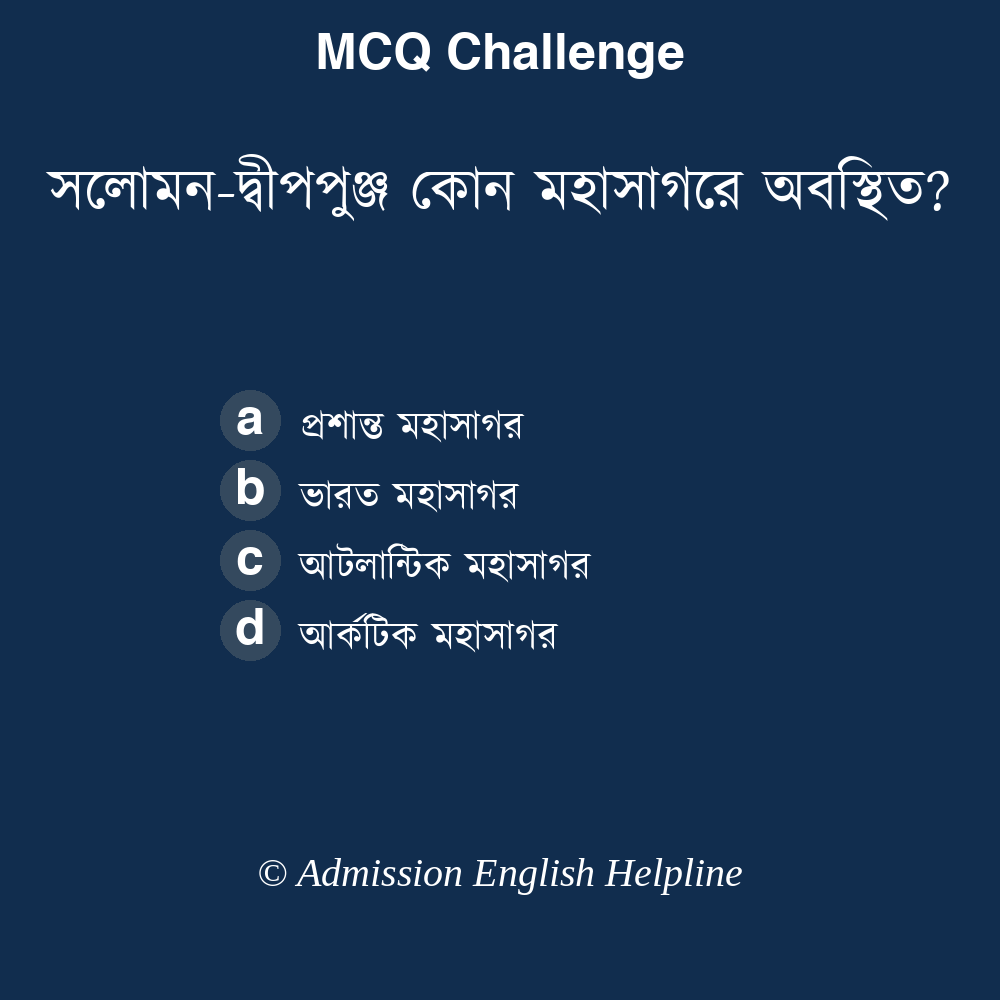 MCQ Challenge
সলোমন-দ্বীপপুঞ্জ কোন মহাসাগরে অবস্থিত?
a প্রশান্ত মহাসাগর
b ভারত মহাসাগর
c আটলান্টিক মহাসাগর
d আর্কটিক মহাসাগর
© Admission English Helpline